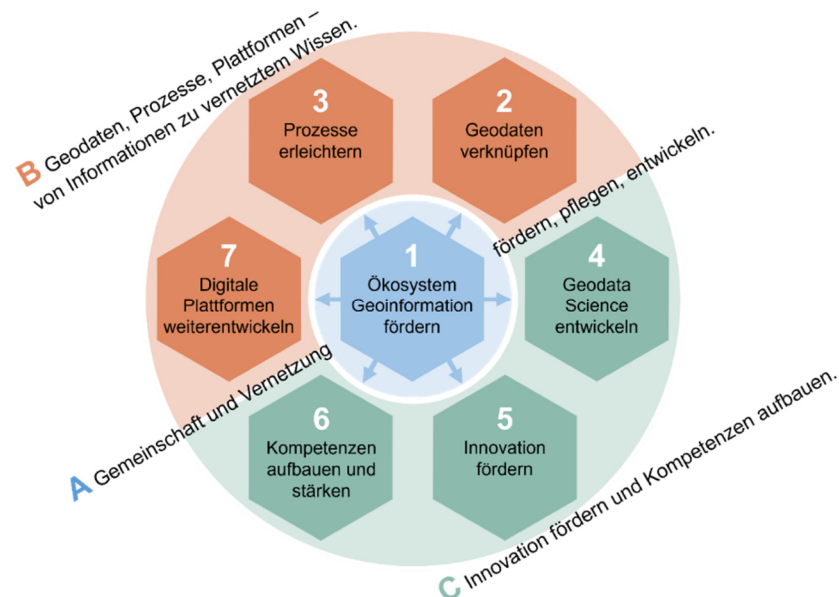 B Geodaten, Prozesse, Plattformen –
von Informationen zu vernetztem Wissen.
3
Prozesse
erleichtern
2
Geodaten
verknüpfen
7
Digitale
Plattformen
weiterentwickeln
1
Ökosystem
Geoinformation
fördern
4
Geodata
Science
entwickeln
A Gemeinschaft und Vernetzung fördern, pflegen, entwickeln.
6
Kompetenzen
aufbauen und
stärken
5
Innovation
fördern
C Innovation fördern und Kompetenzen aufbauen.